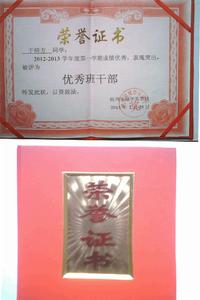 荣誉证书
同学：
2012-2013学年度第一学期成绩优秀，表现突出，
被评为
优秀班干部
特发此状，以资鼓励。
荣誉证书